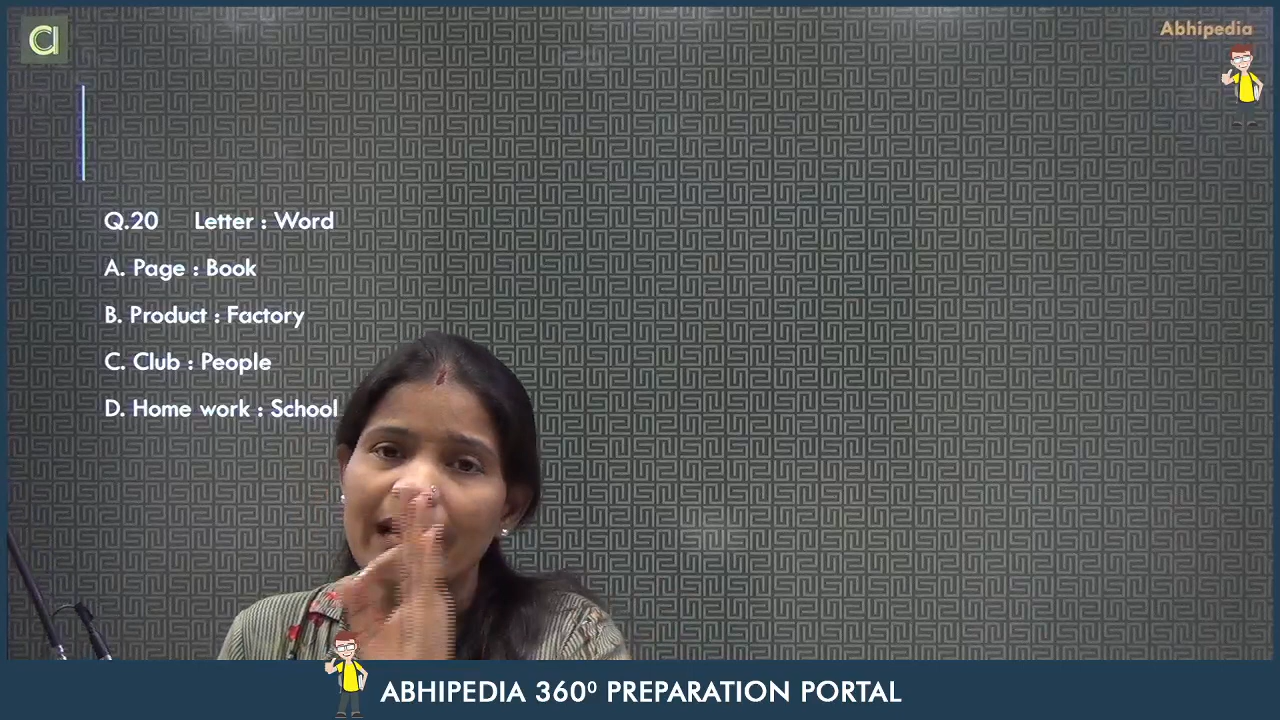 Abhipedia
Q.20 Letter : Word
A. Page : Book
B. Product : Factory
C. Club : People
D. Home work : School
ABHIPEDIA 360⁰ PREPARATION PORTAL